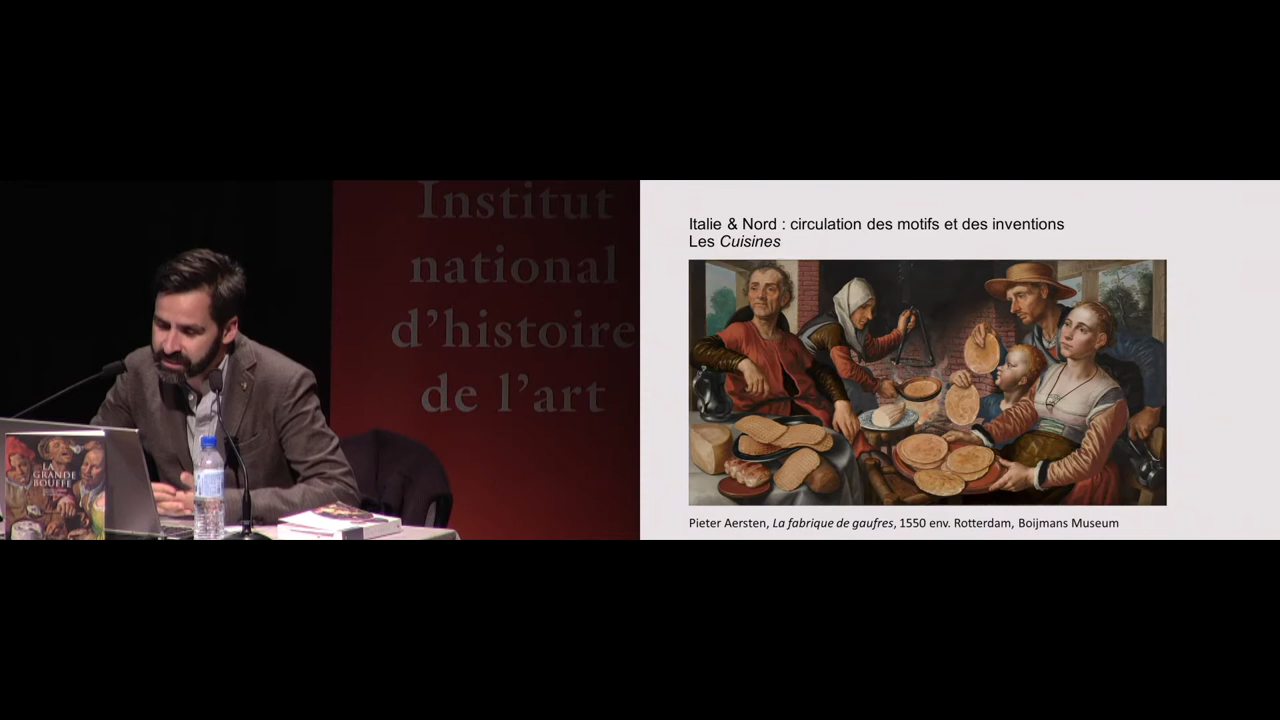 Institut
national
d'histoire
de l'art
LA
GRANDE
BOUFFE
Italie & Nord : circulation des motifs et des inventions
Les Cuisines
Pieter Aersten, La fabrique de gaufres, 1550 env. Rotterdam, Boijmans Museum